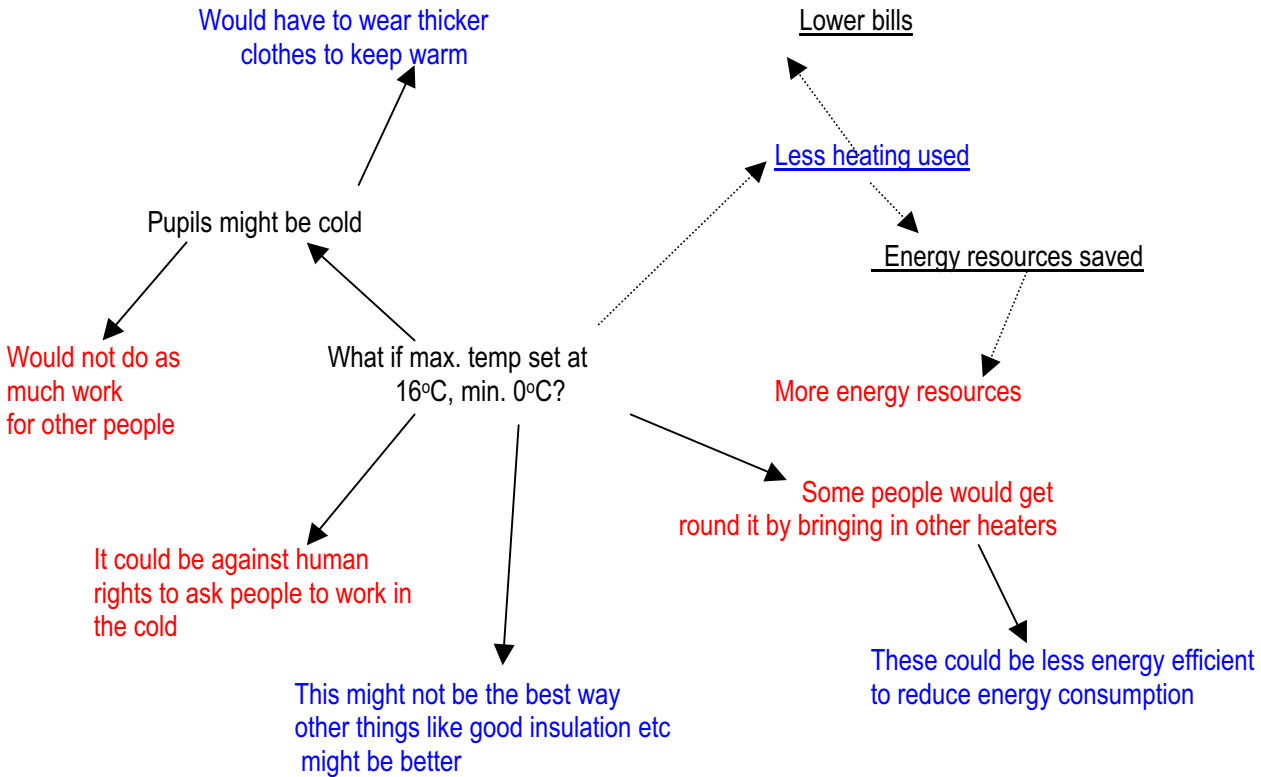 Would have to wear thicker
clothes to keep warm
Lower bills
Less heating used
Pupils might be cold
Energy resources saved
Would not do as
much work
for other people
What if max. temp set at
16°C, min. 0°C?
More energy resources
Some people would get
round it by bringing in other heaters
It could be against human
rights to ask people to work in
the cold
These could be less energy efficient
to reduce energy consumption
This might not be the best way
other things like good insulation etc
might be better